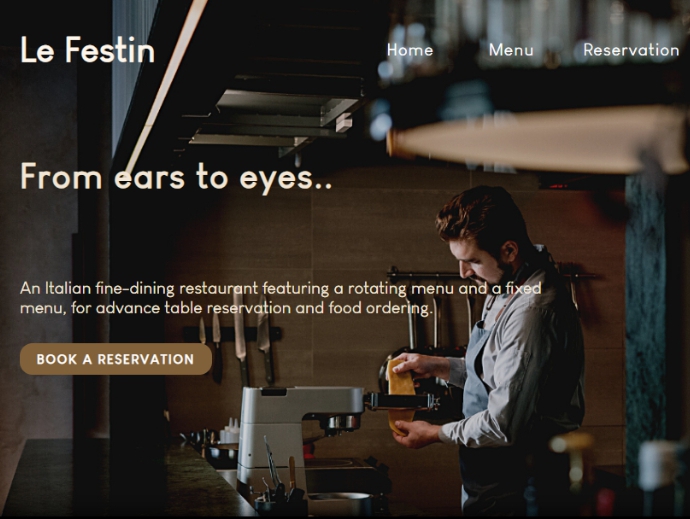 Le Festin
Home Menu Reservation
From ears to eyes..
An Italian fine-dining restaurant featuring a rotating menu and a fixed
menu, for advance table reservation and food ordering.
BOOK A RESERVATION